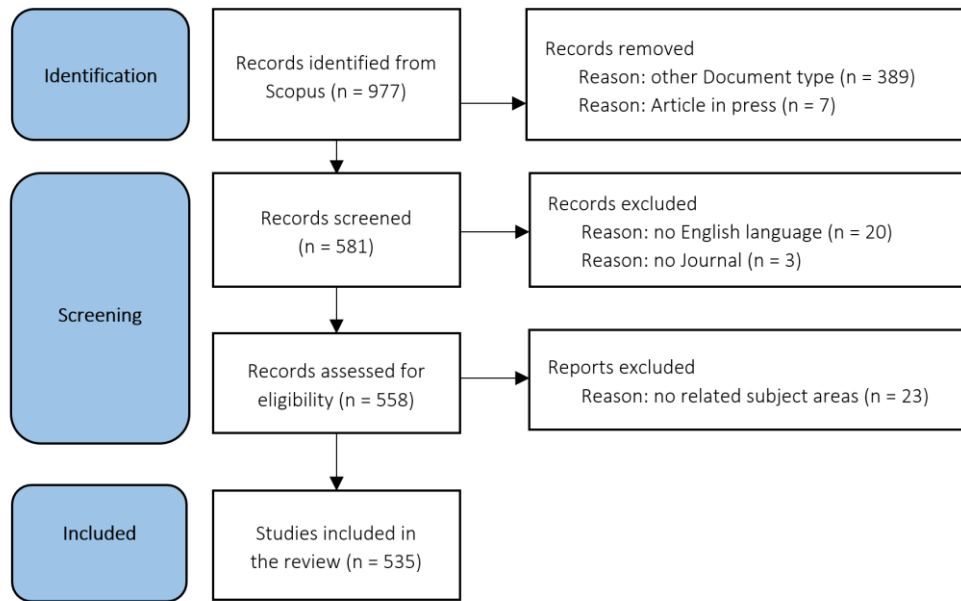 Identification
Records identified from
Scopus (n = 977)
Records removed
Reason: other Document type (n = 389)
Reason: Article in press (n = 7)
Screening
Records screened
(n = 581)
Records excluded
Reason: no English language (n = 20)
Reason: no Journal (n = 3)
Records assessed for
eligibility (n = 558)
Reports excluded
Reason: no related subject areas (n = 23)
Included
Studies included in
the review (n = 535)